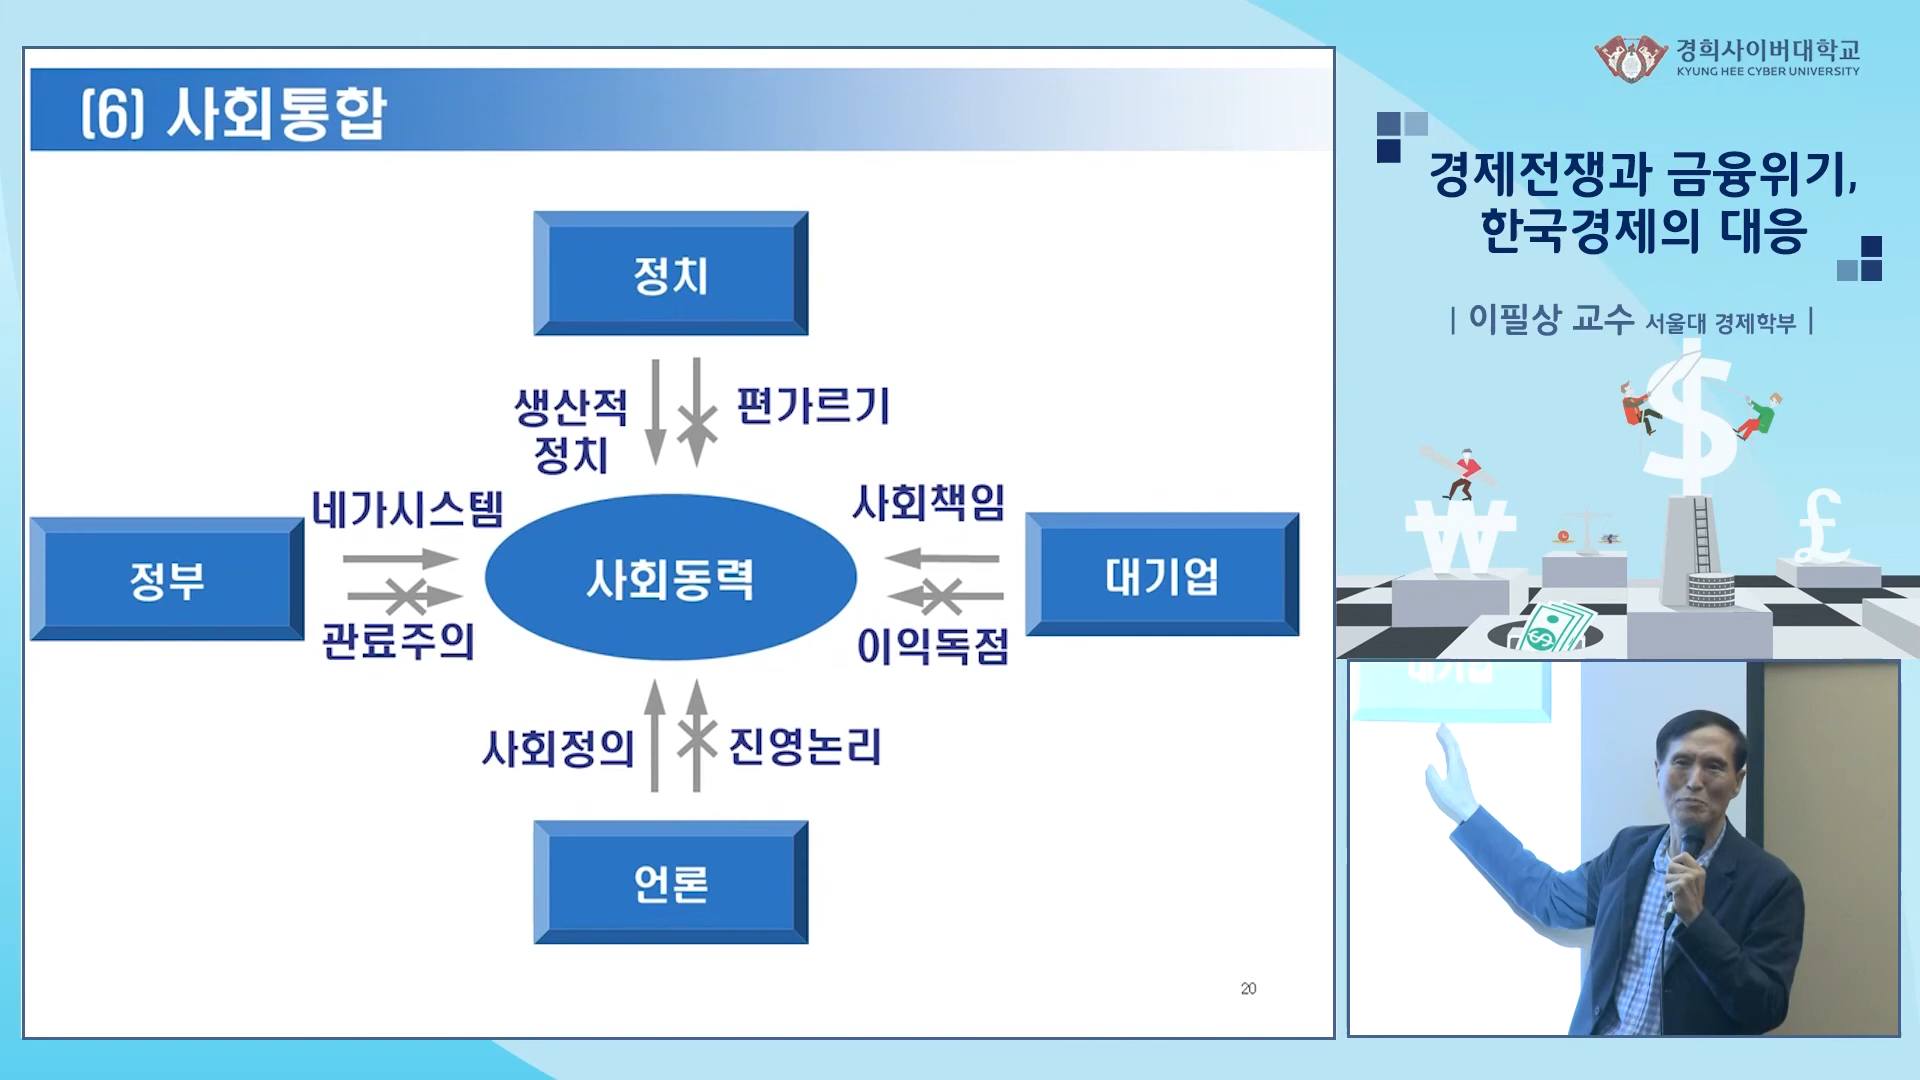 (6) 사회통합
정치
생산적
정치
편가르기
네가시스템
사회책임
정부
사회동력
대기업
관료주의
이익독점
사회정의
진영논리
언론
20
경희사이버대학교
KYUNG HEE CYBER UNIVERSITY
경제전쟁과 금융위기,
한국경제의 대응
| 이필상 교수 서울대 경제학부 |
대기업